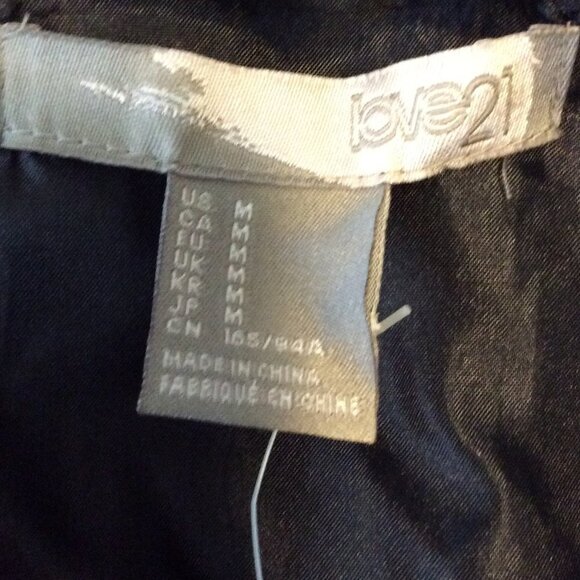 love21
US M
CA M
EU M
UK M
KR M
JP M
CN 165/84A
MADE IN CHINA
FABRIQUÉ EN CHINE